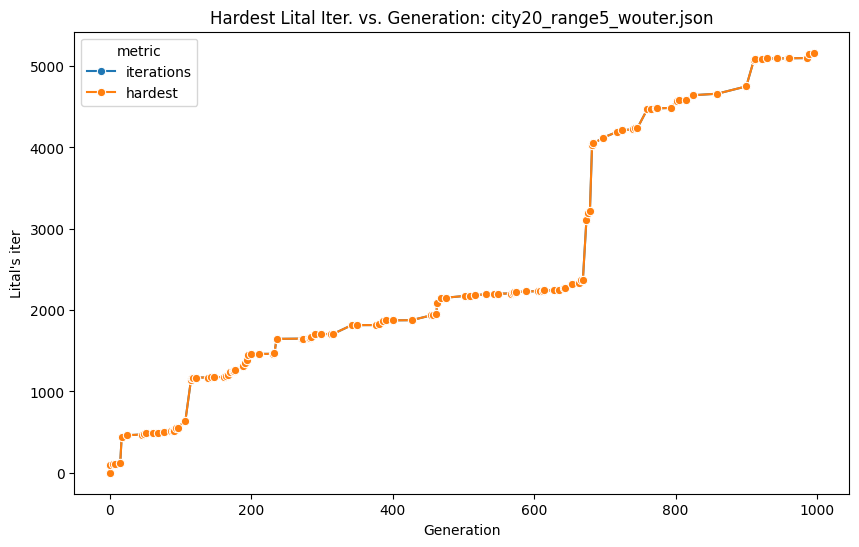 Hardest Lital Iter. vs. Generation: city20_range5_wouter.json
metric
iterations
hardest
5000
4000
3000
2000
1000
0
Lital's iter
0 200 400 600 800 1000
Generation